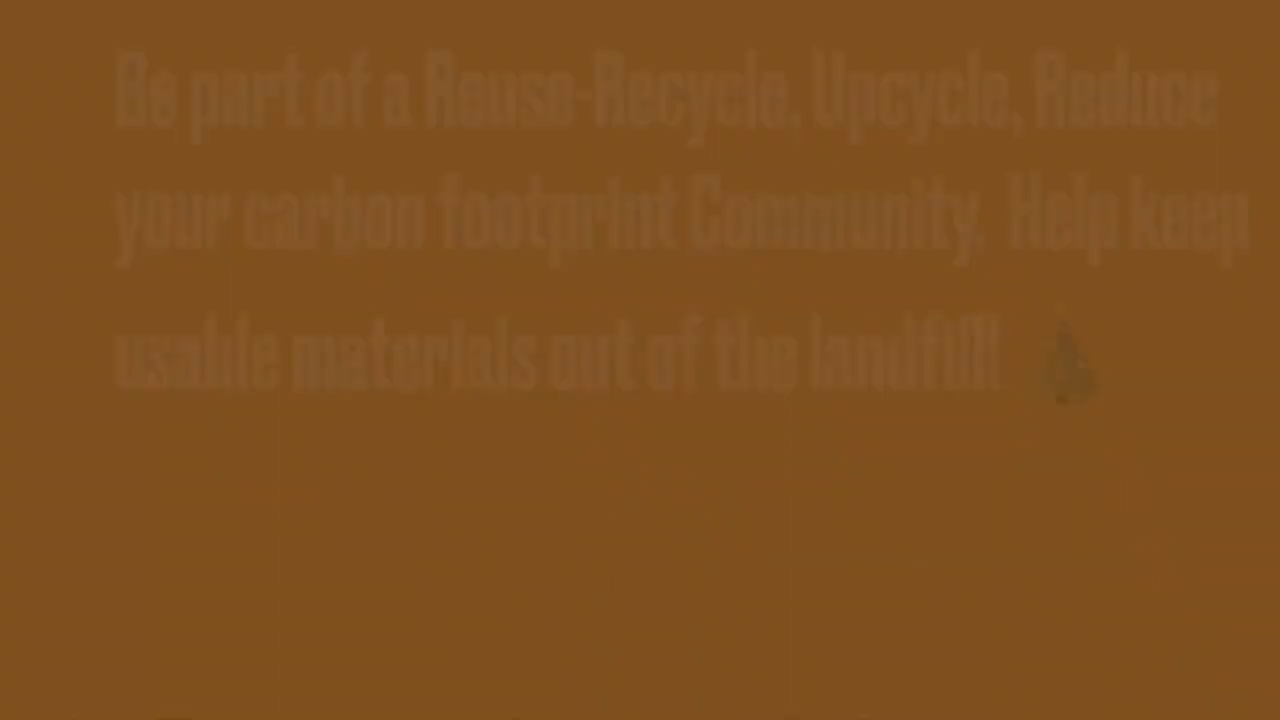 Be part of a Reuse-Recycle, Upcycle, Reduce
your carbon footprint Community. Help keep
usable materials out of the landfill!